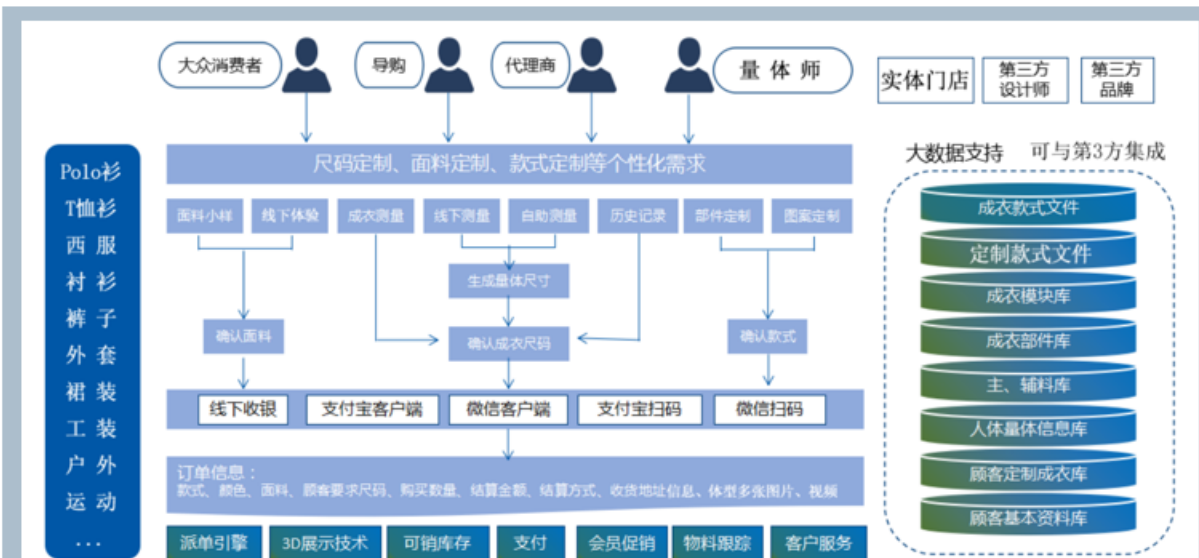 大众消费者
导购
代理商
量 体 师
实体门店
第三方
设计师
第三方
品牌
Polo衫
T恤衫
西 服
衬 衫
裤 子
外 套
裙 装
工 装
户 外
运 动
...
尺码定制、面料定制、款式定制等个性化需求
面料小样
线下体验
成衣测量
线下测量
自助测量
历史记录
部件定制
图案定制
生成量体尺寸
确认面料
确认成衣尺码
确认款式
线下收银
支付宝客户端
微信客户端
支付宝扫码
微信扫码
订单信息：
款式、颜色、面料、顾客要求尺码、购买数量、结算金额、结算方式、收货地址信息、体型多张图片、视频
派单引擎
3D展示技术
可销库存
支付
会员促销
物料跟踪
客户服务
大数据支持 可与第3方集成
成衣款式文件
定制款式文件
成衣模块库
成衣部件库
主、辅料库
人体量体信息库
顾客定制成衣库
顾客基本资料库